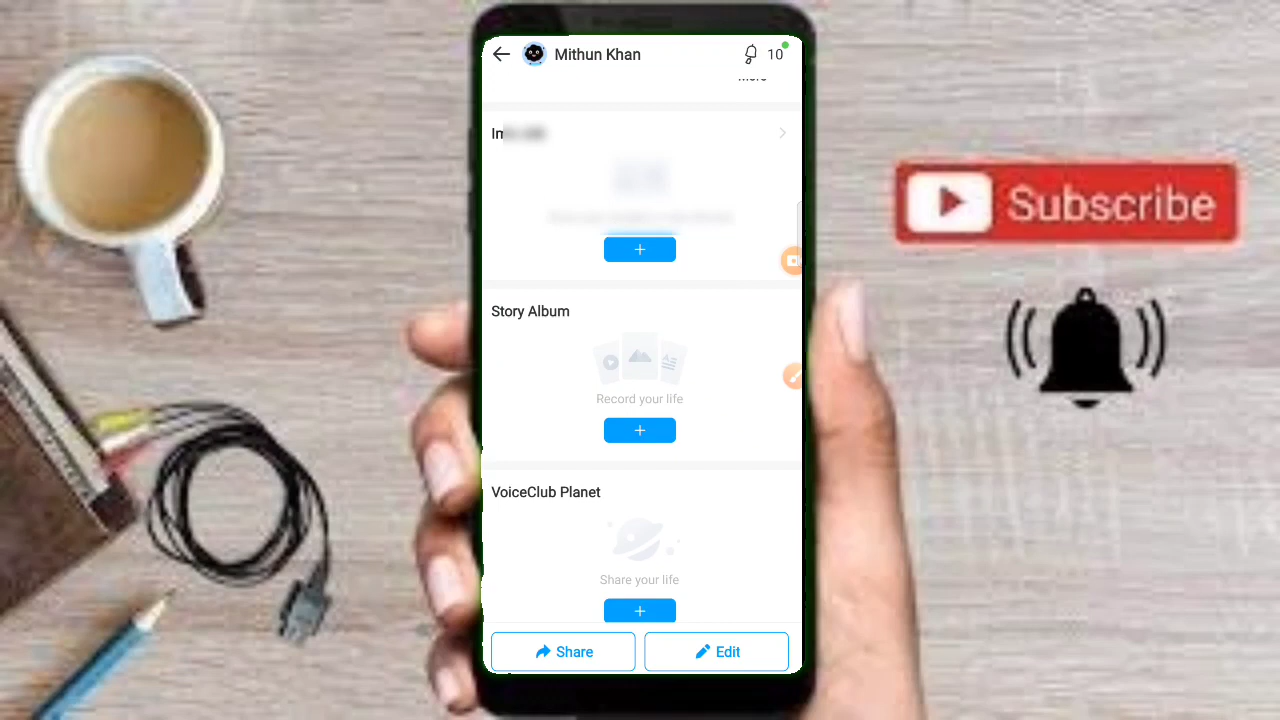 Mithun Khan
10
Story Album
Record your life
VoiceClub Planet
Share your life
Share
Edit
Subscribe